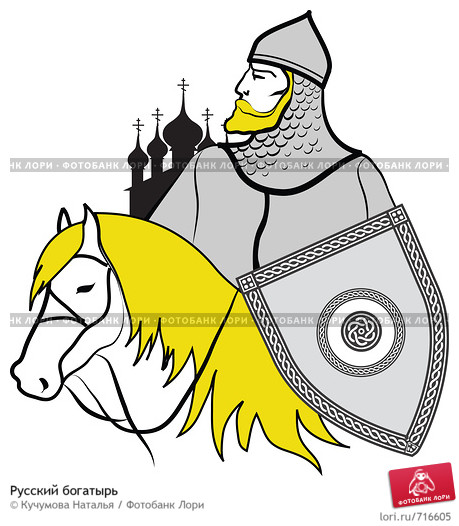 НК ЛОРИ · ФОТОБАНК ЛОРИ · ФОТОБАНК ЛОРИ · ФОТОБАНК ЛОРИ ·
НК ЛОРИ · ФОТОБАНК ЛОРИ · ФОТОБАНК ЛОРИ · ФОТОБАНК ЛОРИ ·
Русский богатырь
© Кучумова Наталья / Фотобанк Лори
ФОТОБАНК ЛОРИ
lori.ru/716605